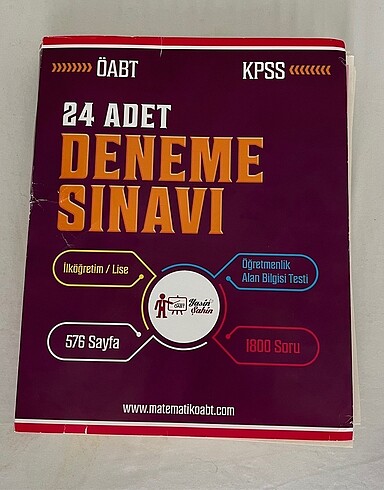 »»»»» ÖABT
KPSS «««««
24 ADET
DENEME
SINAVI
İlköğretim / Lise
Öğretmenlik
Alan Bilgisi Testi
ÖABT
Yasin
Şahin
576 Sayfa
1800 Soru
www.matematikoabt.com